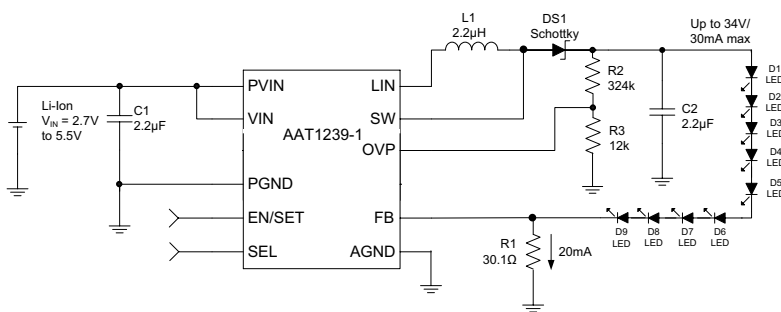 L1
2.2μH
DS1
Schottky
Up to 34V/
30mA max
Li-Ion
VIN = 2.7V
to 5.5V
C1
2.2μF
PVIN
VIN
PGND
EN/SET
SEL
AAT1239-1
LIN
SW
OVP
FB
AGND
R2
324k
R3
12k
C2
2.2μF
D1
LED
D2
LED
D3
LED
D4
LED
D5
LED
D9
LED
D8
LED
D7
LED
D6
LED
R1
30.1Ω
20mA